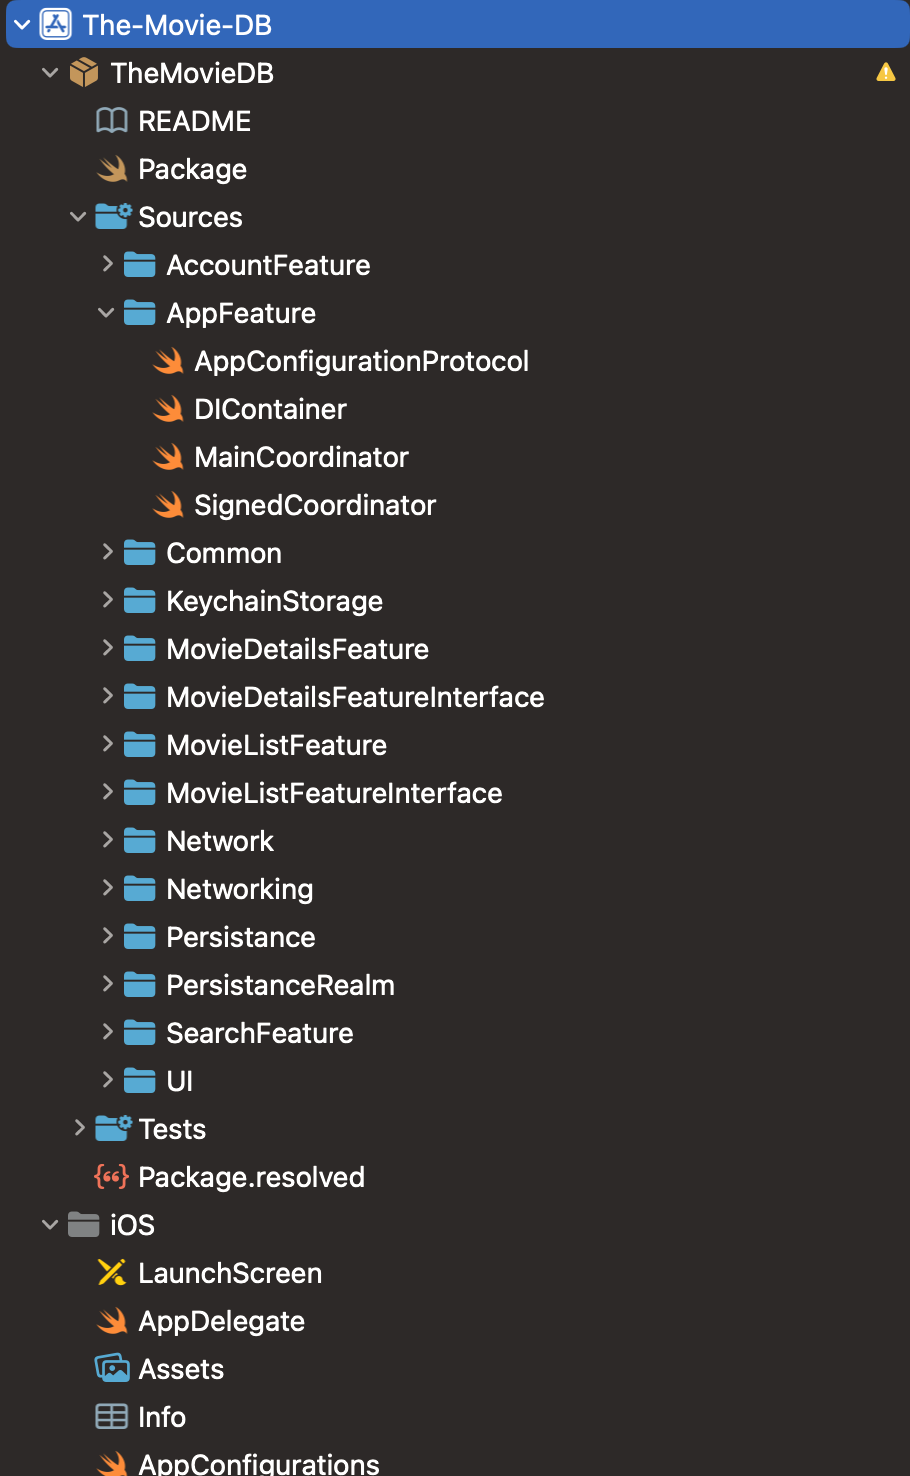 The-Movie-DB
TheMovieDB
README
Package
Sources
AccountFeature
AppFeature
AppConfigurationProtocol
DIContainer
MainCoordinator
SignedCoordinator
Common
KeychainStorage
MovieDetailsFeature
MovieDetailsFeatureInterface
MovieListFeature
MovieListFeatureInterface
Network
Networking
Persistance
PersistanceRealm
SearchFeature
UI
Tests
Package.resolved
iOS
LaunchScreen
AppDelegate
Assets
Info
AppConfigurations